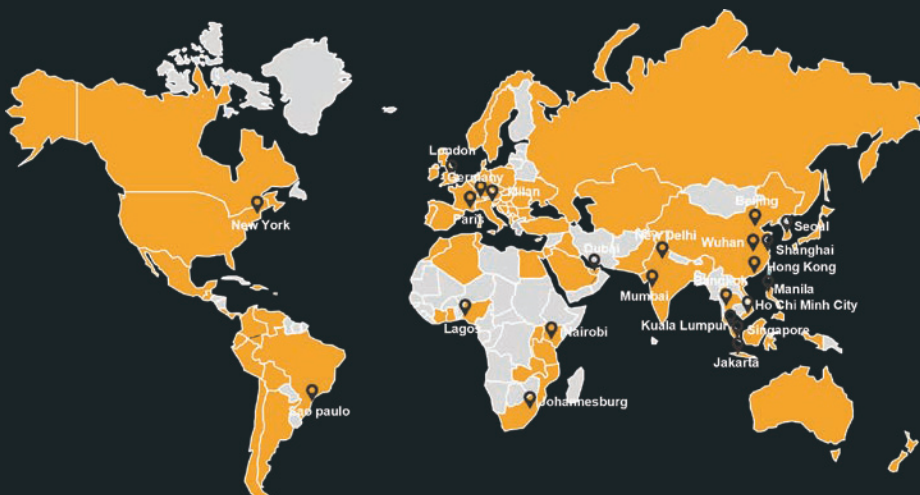 London
Germany
Milan
Paris
New York
Beijing
Seoul
New Delhi
Wuhan
Shanghai
Dubai
Hong Kong
Bangkok
Manila
Mumbai
Ho Chi Minh City
Kuala Lumpur
Singapore
Lagos
Nairobi
Jakarta
Johannesburg
Sao paulo